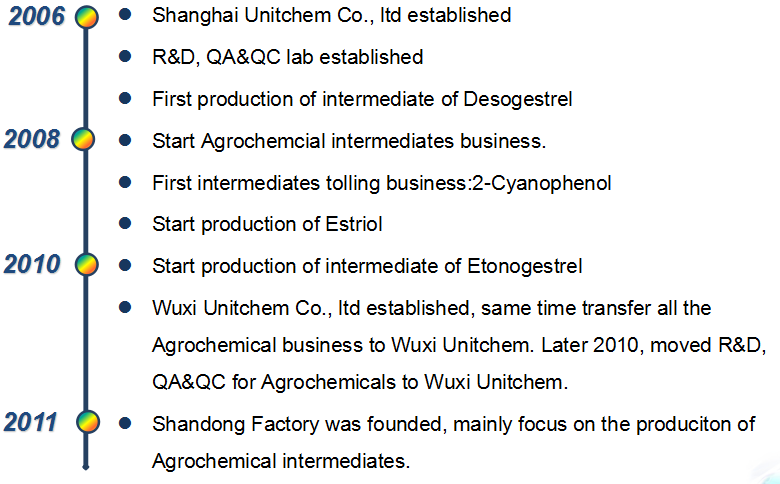 2006
Shanghai Unitchem Co., ltd established
R&D, QA&QC lab established
First production of intermediate of Desogestrel
2008
Start Agrochemcial intermediates business.
First intermediates tolling business:2-Cyanophenol
Start production of Estriol
2010
Start production of intermediate of Etonogestrel
Wuxi Unitchem Co., ltd established, same time transfer all the
Agrochemical business to Wuxi Unitchem. Later 2010, moved R&D,
QA&QC for Agrochemicals to Wuxi Unitchem.
2011
Shandong Factory was founded, mainly focus on the produciton of
Agrochemical intermediates.